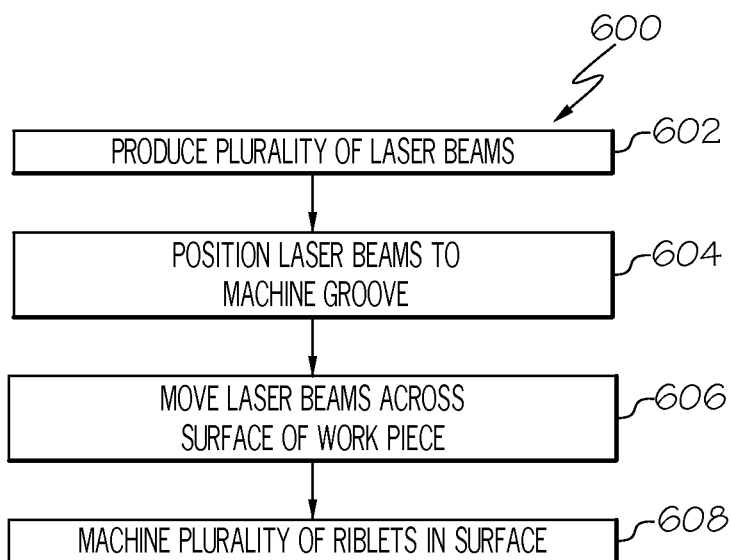 600
PRODUCE PLURALITY OF LASER BEAMS
602
POSITION LASER BEAMS TO
MACHINE GROOVE
604
MOVE LASER BEAMS ACROSS
SURFACE OF WORK PIECE
606
MACHINE PLURALITY OF RIBLETS IN SURFACE
608